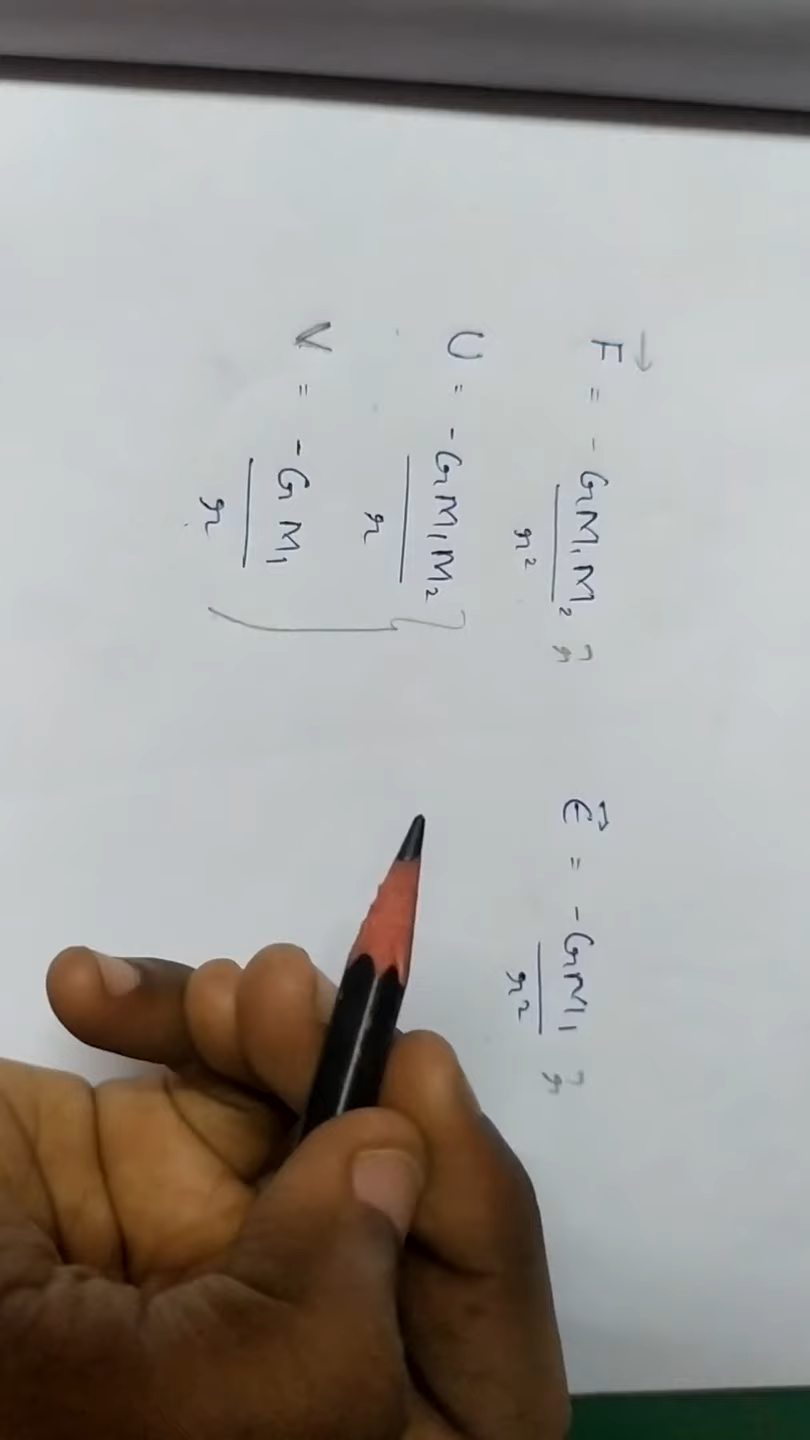 F⃗ = - GM₁M₂/r² r̂
E⃗ = - GM₁/r² r̂
U = - GM₁M₂/r
V = - GM₁/r